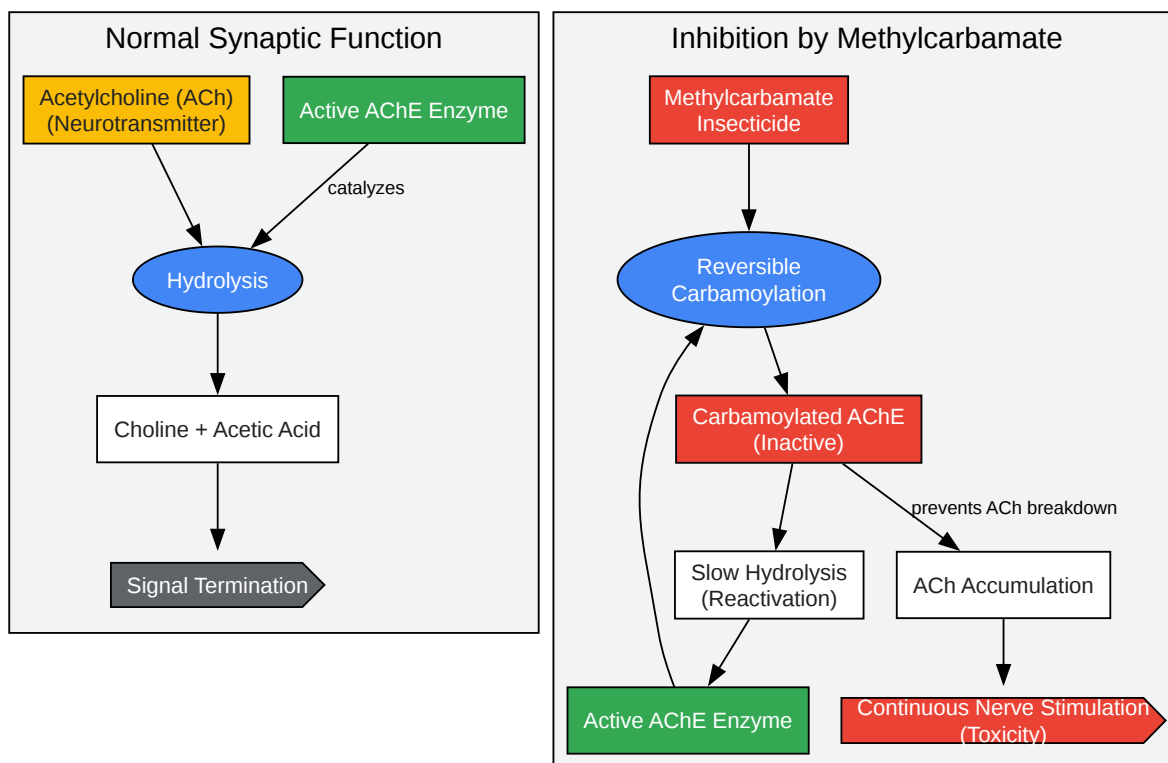 Normal Synaptic Function
Acetylcholine (ACh)
(Neurotransmitter)
Active AChE Enzyme
catalyzes
Hydrolysis
Choline + Acetic Acid
Signal Termination
Inhibition by Methylcarbamate
Methylcarbamate
Insecticide
Reversible
Carbamoylation
Carbamoylated AChE
(Inactive)
prevents ACh breakdown
Slow Hydrolysis
(Reactivation)
ACh Accumulation
Active AChE Enzyme
Continuous Nerve Stimulation
(Toxicity)